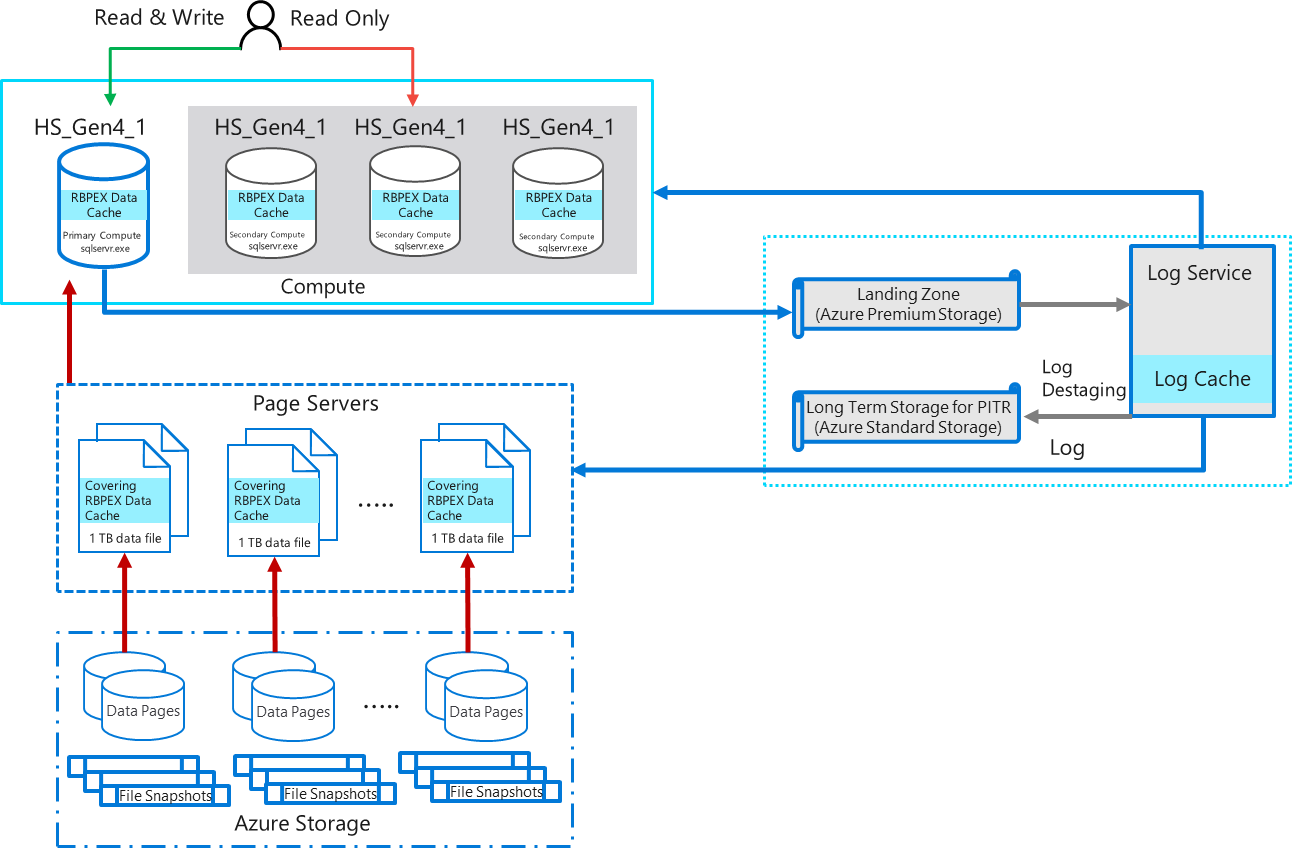 Read & Write
Read Only
HS_Gen4_1
HS_Gen4_1
HS_Gen4_1
HS_Gen4_1
RBPEX Data
Cache
Primary Compute
sqlservr.exe
RBPEX Data
Cache
Secondary Compute
sqlservr.exe
RBPEX Data
Cache
Secondary Compute
sqlservr.exe
RBPEX Data
Cache
Secondary Compute
sqlservr.exe
Compute
Landing Zone
(Azure Premium Storage)
Log Service
Log Cache
Log
Destaging
Long Term Storage for PITR
(Azure Standard Storage)
Log
Page Servers
Covering
RBPEX Data
Cache
1 TB data file
Covering
RBPEX Data
Cache
1 TB data file
.....
Covering
RBPEX Data
Cache
1 TB data file
Data Pages
Data Pages
.....
Data Pages
File Snapshots
File Snapshots
File Snapshots
Azure Storage